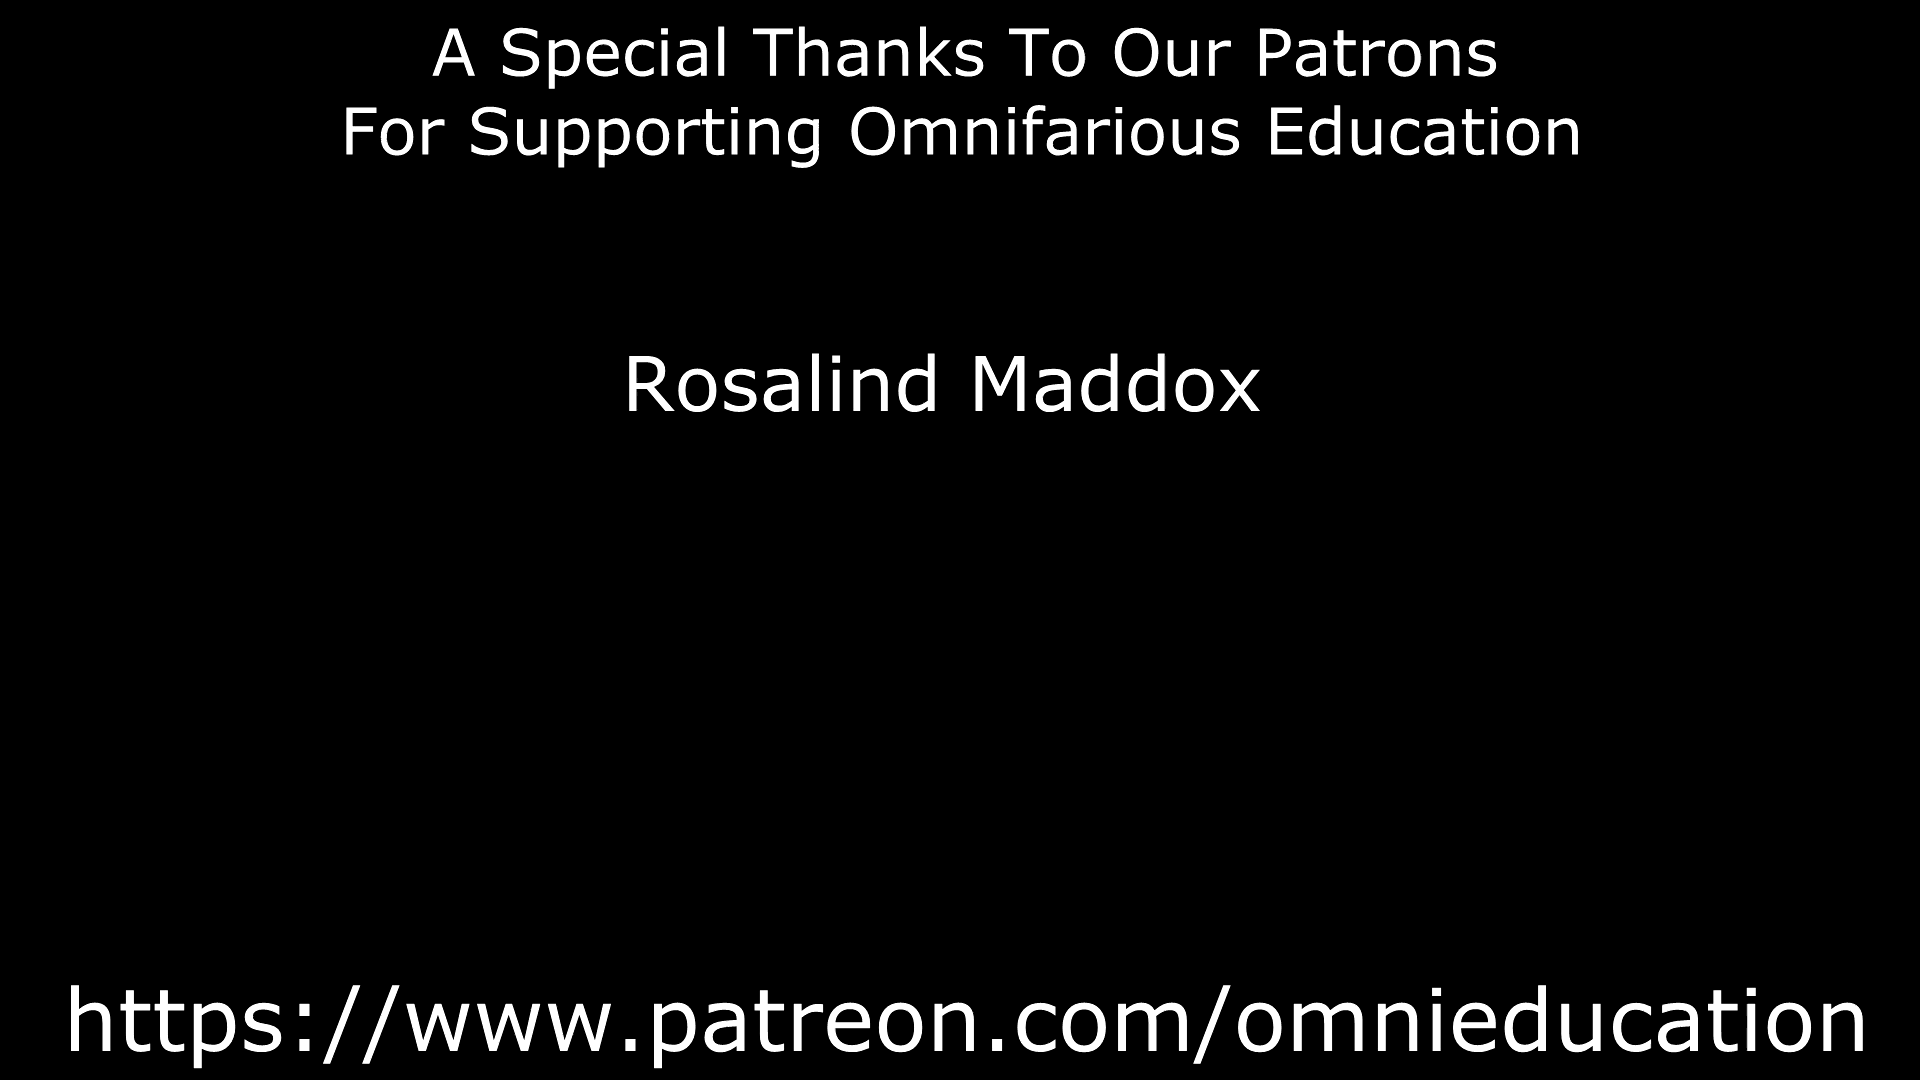 A Special Thanks To Our Patrons
For Supporting Omnifarious Education
Rosalind Maddox
https://www.patreon.com/omnieducation